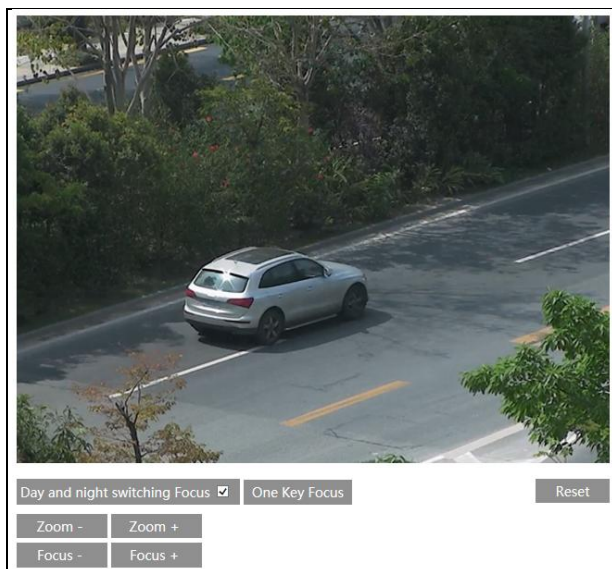 Day and night switching Focus One Key Focus Reset
Zoom - Zoom +
Focus - Focus +